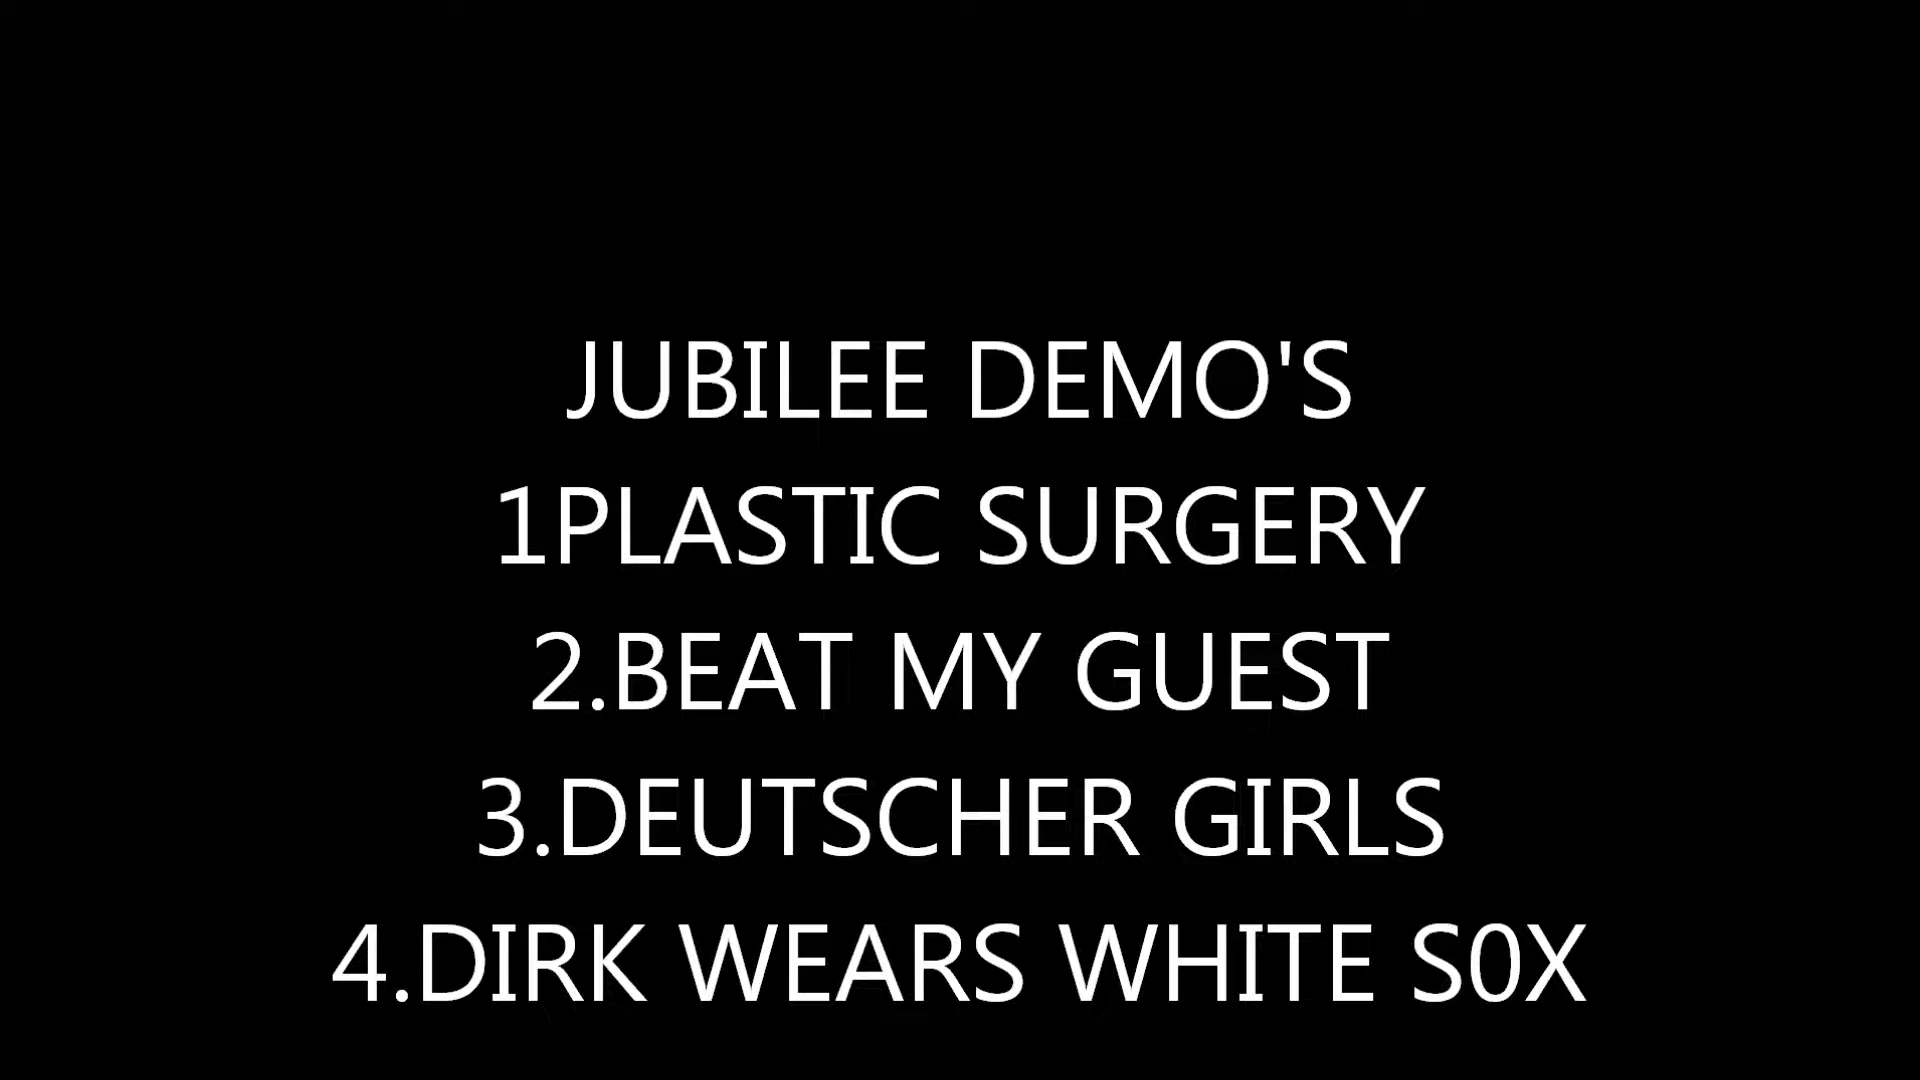 JUBILEE DEMO'S
1PLASTIC SURGERY
2.BEAT MY GUEST
3.DEUTSCHER GIRLS
4.DIRK WEARS WHITE S0X